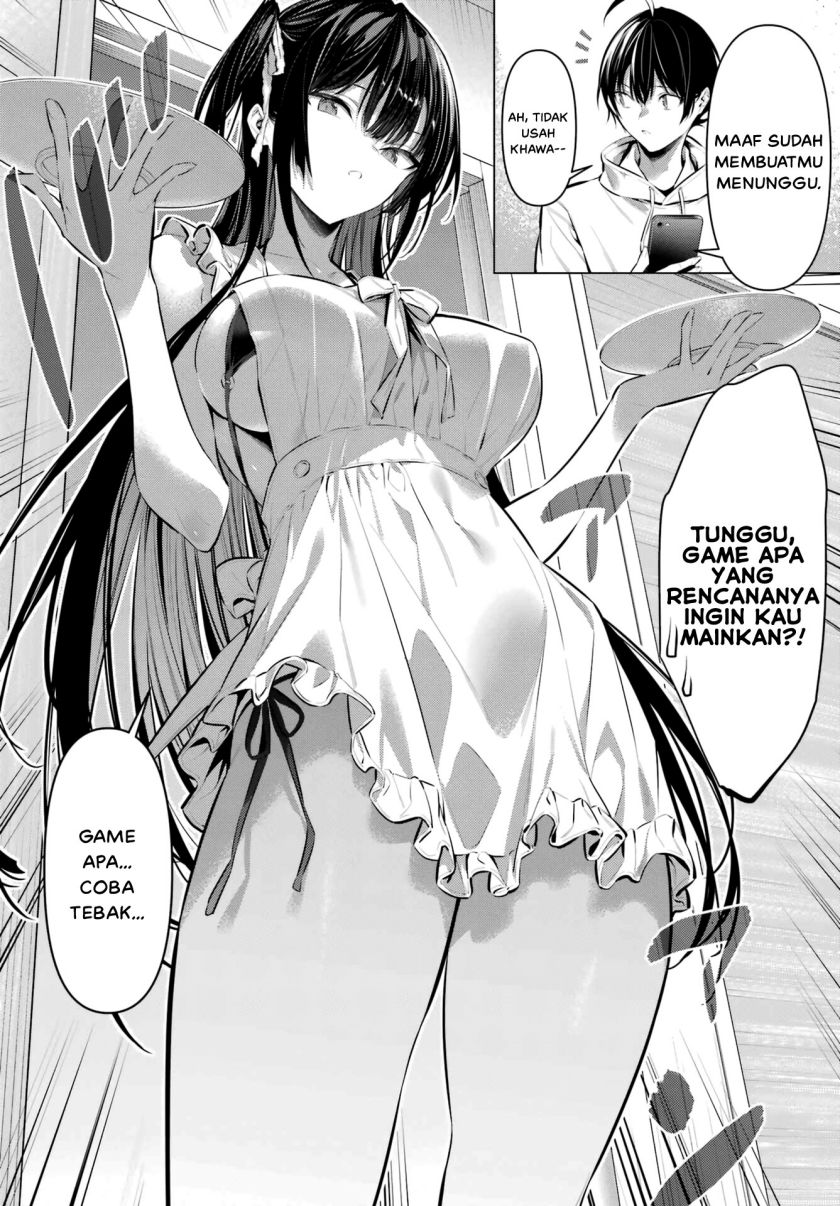 MAAF SUDAH
MEMBUATMU
MENUNGGU.
AH, TIDAK
USAH
KHAWA--
TUNGGU,
GAME APA
YANG
RENCANANYA
INGIN KAU
MAINKAN?!
GAME
APA...
COBA
TEBAK...